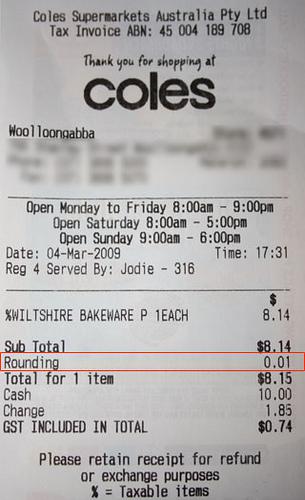 Coles Supermarkets Australia Pty Ltd
Tax Invoice ABN: 45 004 189 708
Thank you for shopping at
coles
Woolloongabba
Open Monday to Friday 8:00am - 9:00pm
Open Saturday 8:00am - 5:00pm
Open Sunday 9:00am - 6:00pm
Date: 04-Mar-2009 Time: 17:31
Reg 4 Served By: Jodie - 316
$
%WILTSHIRE BAKEWARE P 1EACH 8.14
Sub Total $8.14
Rounding 0.01
Total for 1 item $8.15
Cash 10.00
Change 1.85
GST INCLUDED IN TOTAL $0.74
Please retain receipt for refund
or exchange purposes
% = Taxable items